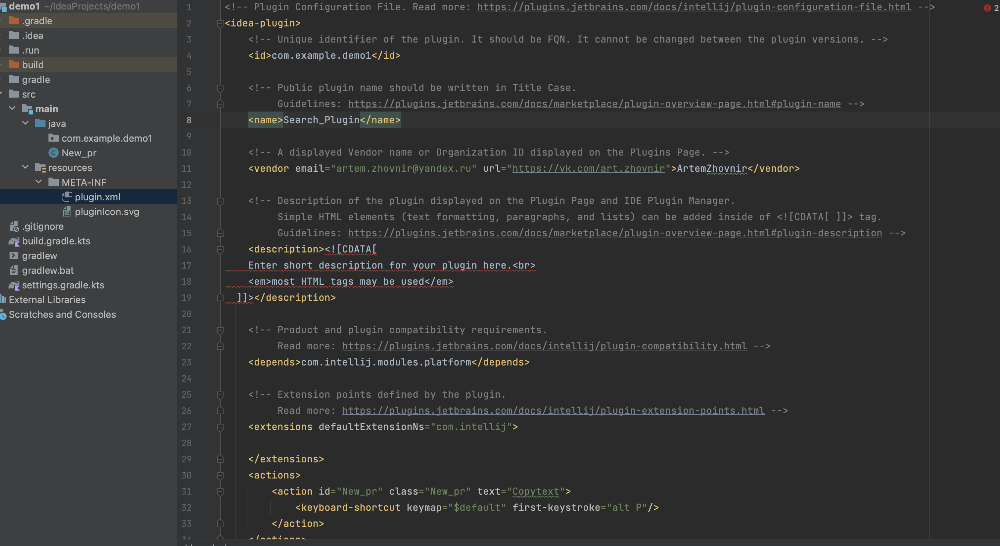 demo1 ~/IdeaProjects/demo1
.gradle
.idea
.run
build
gradle
src
main
java
com.example.demo1
New_pr
resources
META-INF
plugin.xml
pluginIcon.svg
.gitignore
build.gradle.kts
gradlew
gradlew.bat
settings.gradle.kts
External Libraries
Scratches and Consoles
1 <!-- Plugin Configuration File. Read more: https://plugins.jetbrains.com/docs/intellij/plugin-configuration-file.html --> 2
2 <idea-plugin>
3 <!-- Unique identifier of the plugin. It should be FQN. It cannot be changed between the plugin versions. -->
4 <id>com.example.demo1</id>
5
6 <!-- Public plugin name should be written in Title Case.
7 Guidelines: https://plugins.jetbrains.com/docs/marketplace/plugin-overview-page.html#plugin-name -->
8 <name>Search_Plugin</name>
9
10 <!-- A displayed Vendor name or Organization ID displayed on the Plugins Page. -->
11 <vendor email="artem.zhovnir@yandex.ru" url="https://vk.com/art.zhovnir">ArtemZhovnir</vendor>
12
13 <!-- Description of the plugin displayed on the Plugin Page and IDE Plugin Manager.
14 Simple HTML elements (text formatting, paragraphs, and lists) can be added inside of <![CDATA[ ]]> tag.
15 Guidelines: https://plugins.jetbrains.com/docs/marketplace/plugin-overview-page.html#plugin-description -->
16 <description><![CDATA[
17 Enter short description for your plugin here.<br>
18 <em>most HTML tags may be used</em>
19 ]]></description>
20
21 <!-- Product and plugin compatibility requirements.
22 Read more: https://plugins.jetbrains.com/docs/intellij/plugin-compatibility.html -->
23 <depends>com.intellij.modules.platform</depends>
24
25 <!-- Extension points defined by the plugin.
26 Read more: https://plugins.jetbrains.com/docs/intellij/plugin-extension-points.html -->
27 <extensions defaultExtensionNs="com.intellij">
28
29 </extensions>
30 <actions>
31 <action id="New_pr" class="New_pr" text="Copytext">
32 <keyboard-shortcut keymap="$default" first-keystroke="alt P"/>
33 </action>
34 </actions>